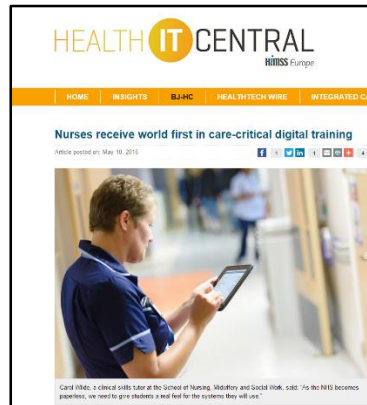 HEALTH IT CENTRAL
HIMSS Europe
HOME INSIGHTS BJ-HC HEALTHTECH WIRE INTEGRATED CA
Nurses receive world first in care-critical digital training
Article posted on: May 10, 2016
Carol Wilde, a clinical skills tutor at the School of Nursing, Midwifery and Social Work, said: "As the NHS becomes
paperless, we need to give students a real feel for the systems they will use."